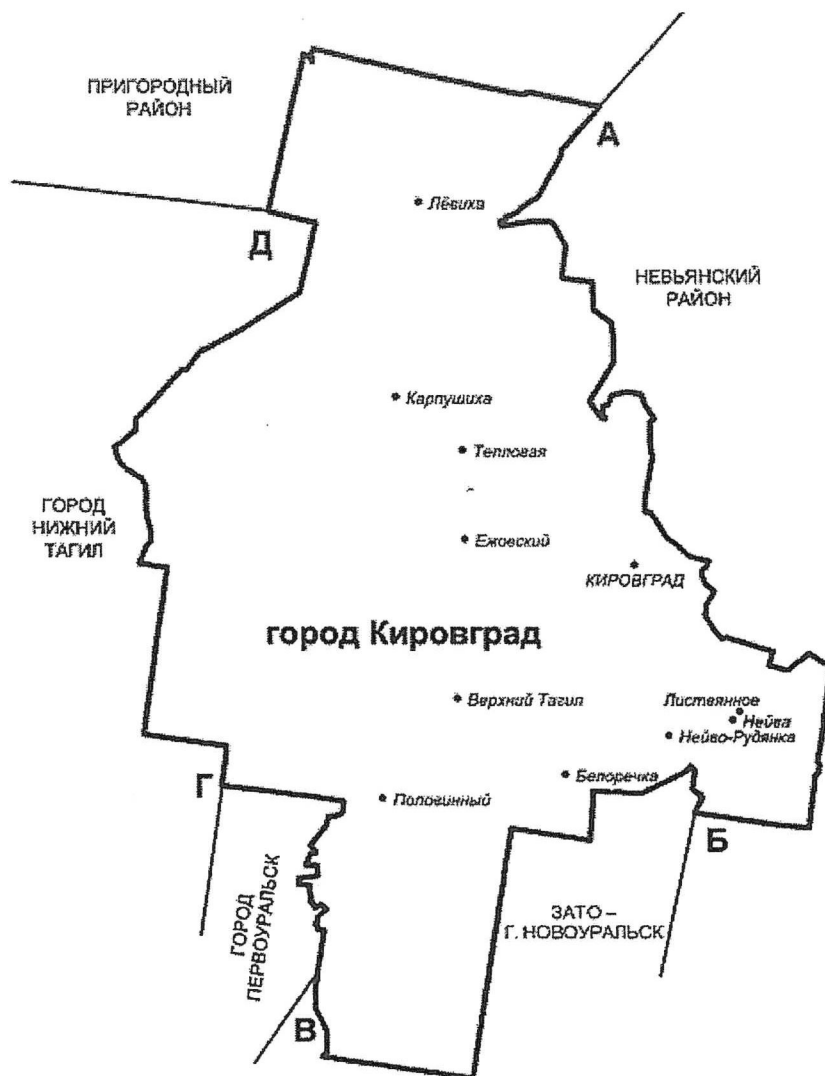 ПРИГОРОДНЫЙ
РАЙОН
А
Лёвиха
Д
НЕВЬЯНСКИЙ
РАЙОН
Карпушиха
Тепловая
ГОРОД
НИЖНИЙ
ТАГИЛ
Ежовский
КИРОВГРАД
город Кировград
Верхний Тагил
Листвянное
Нейва
Нейво-Рудянка
Белоречка
Г
Половинный
Б
ГОРОД
ПЕРВОУРАЛЬСК
ЗАТО –
Г. НОВОУРАЛЬСК
В